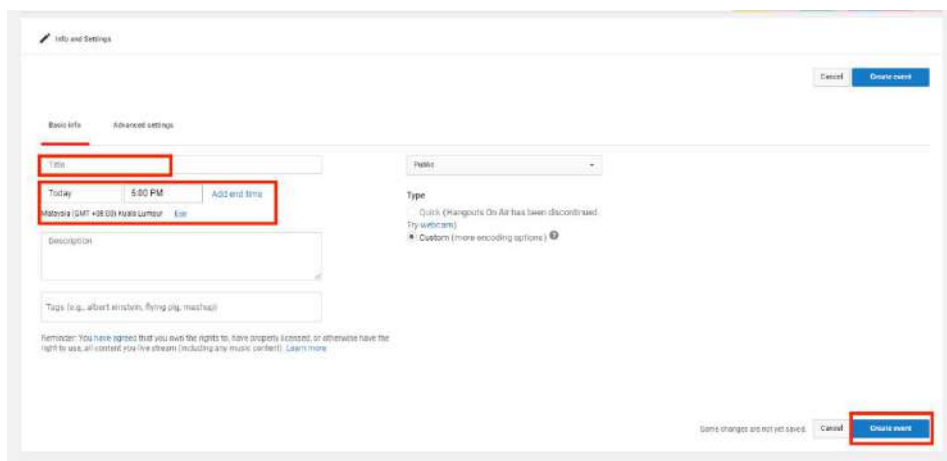 Info and Settings
Cancel
Create event
Basic info
Advanced settings
Title
Public
Today
5:00 PM
Add end time
Malaysia (GMT +08:00) Kuala Lumpur
Edit
Type
Quick (Hangouts On Air has been discontinued.
Try webcam)
Custom (more encoding options)
Description
Tags (e.g., albert einstein, flying pig, mashup)
Reminder: You have agreed that you own the rights to, have properly licensed, or otherwise have the
right to use, all content you live stream (including any music content). Learn more
Some changes are not yet saved.
Cancel
Create event